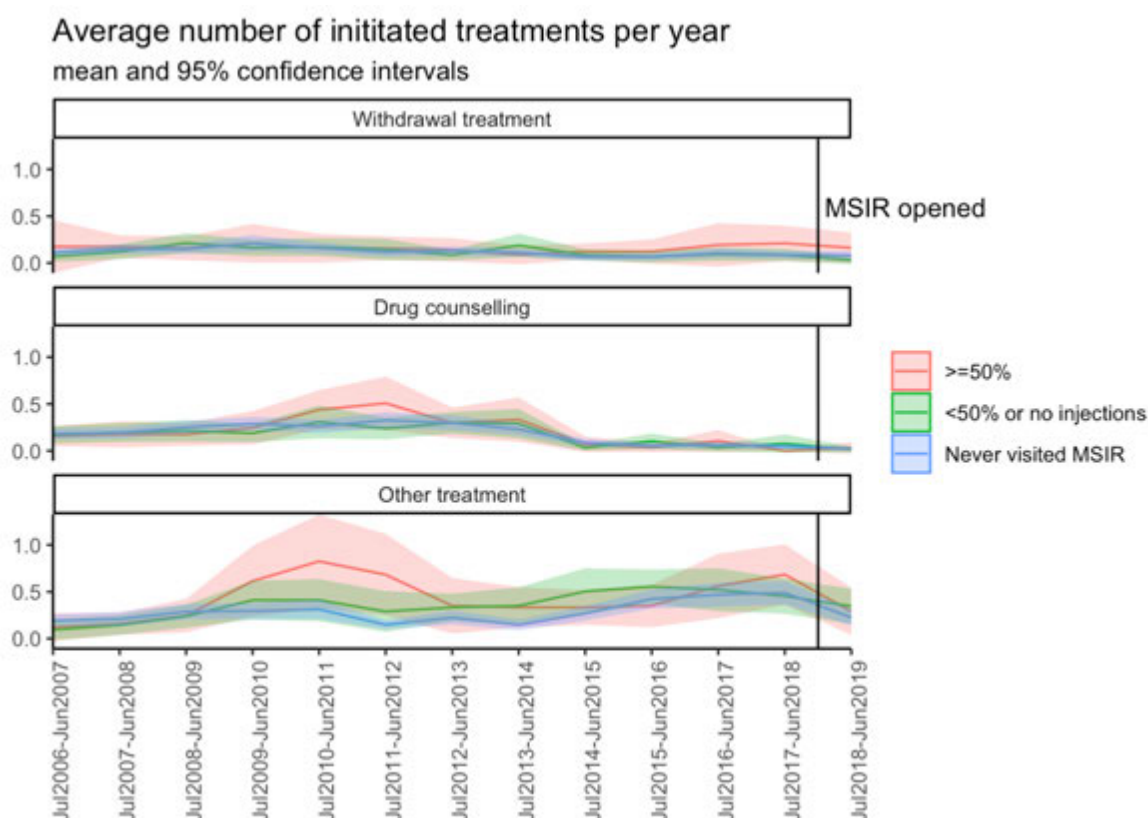 Average number of inititated treatments per year
mean and 95% confidence intervals
Withdrawal treatment
1.0
0.5
0.0
MSIR opened
Drug counselling
1.0
0.5
0.0
>=50%
<50% or no injections
Never visited MSIR
Other treatment
1.0
0.5
0.0
Jul2006-Jun2007
Jul2007-Jun2008
Jul2008-Jun2009
Jul2009-Jun2010
Jul2010-Jun2011
Jul2011-Jun2012
Jul2012-Jun2013
Jul2013-Jun2014
Jul2014-Jun2015
Jul2015-Jun2016
Jul2016-Jun2017
Jul2017-Jun2018
Jul2018-Jun2019